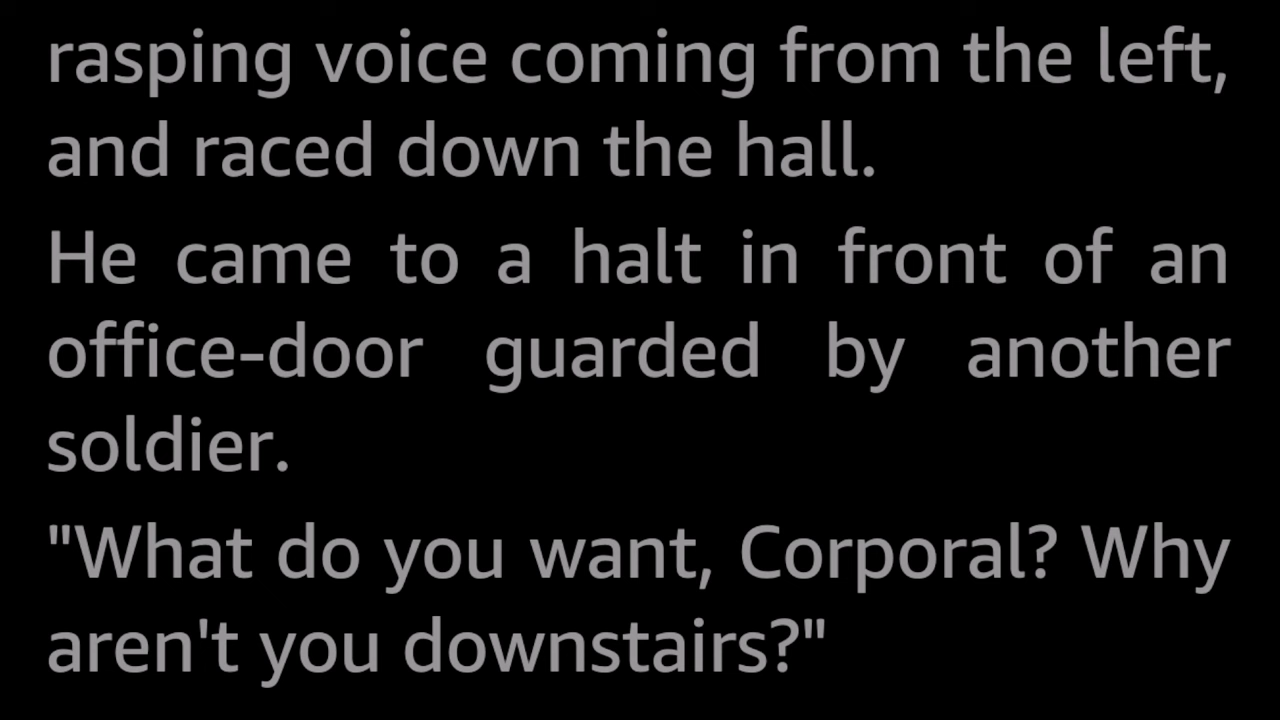 rasping voice coming from the left,
and raced down the hall.
He came to a halt in front of an
office-door guarded by another
soldier.
"What do you want, Corporal? Why
aren't you downstairs?"